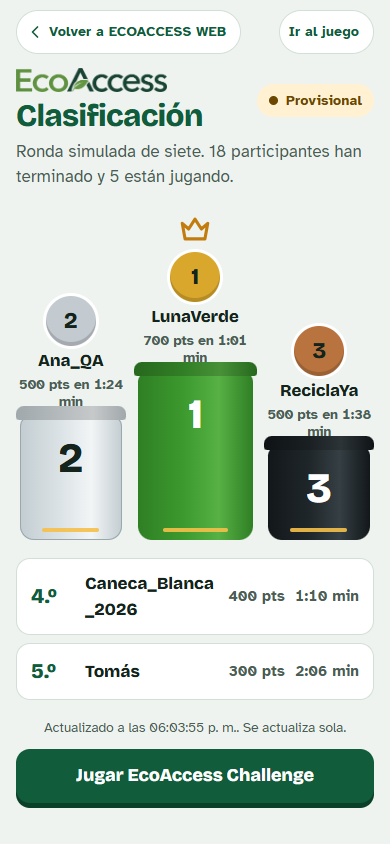 Volver a ECOACCESS WEB
Ir al juego
EcoAccess
Clasificación
Provisional
Ronda simulada de siete. 18 participantes han
terminado y 5 están jugando.
1
LunaVerde
700 pts en 1:01
min
1
2
Ana_QA
500 pts en 1:24
min
2
3
ReciclaYa
500 pts en 1:38
min
3
4.º
Caneca_Blanca
_2026
400 pts 1:10 min
5.º Tomás 300 pts 2:06 min
Actualizado a las 06:03:55 p. m.. Se actualiza sola.
Jugar EcoAccess Challenge